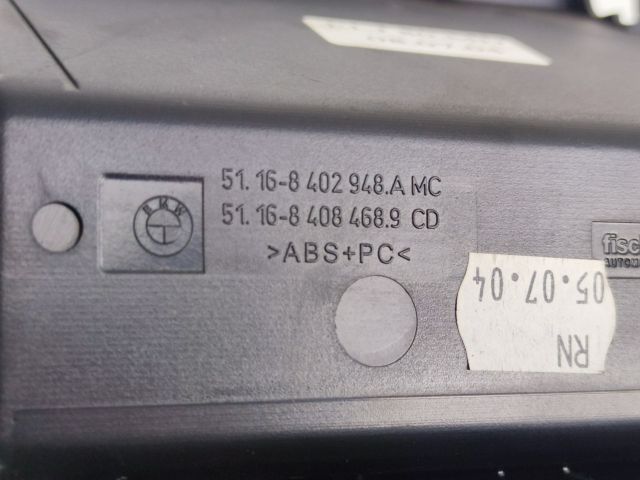 BMW
51.16-8 402 948.A MC
51.16-8 408 468.9 CD
>ABS+PC<
05.07.04
RN